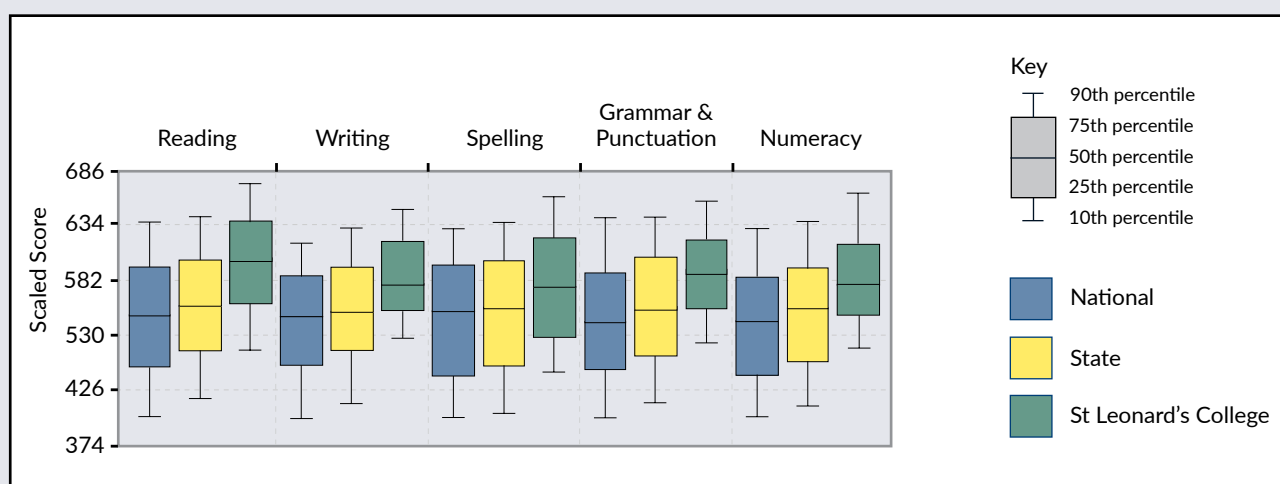 Key
90th percentile
75th percentile
50th percentile
25th percentile
10th percentile
Grammar &
Reading Writing Spelling Punctuation Numeracy
Scaled Score
686
634
582
530
426
374
National
State
St Leonard's College